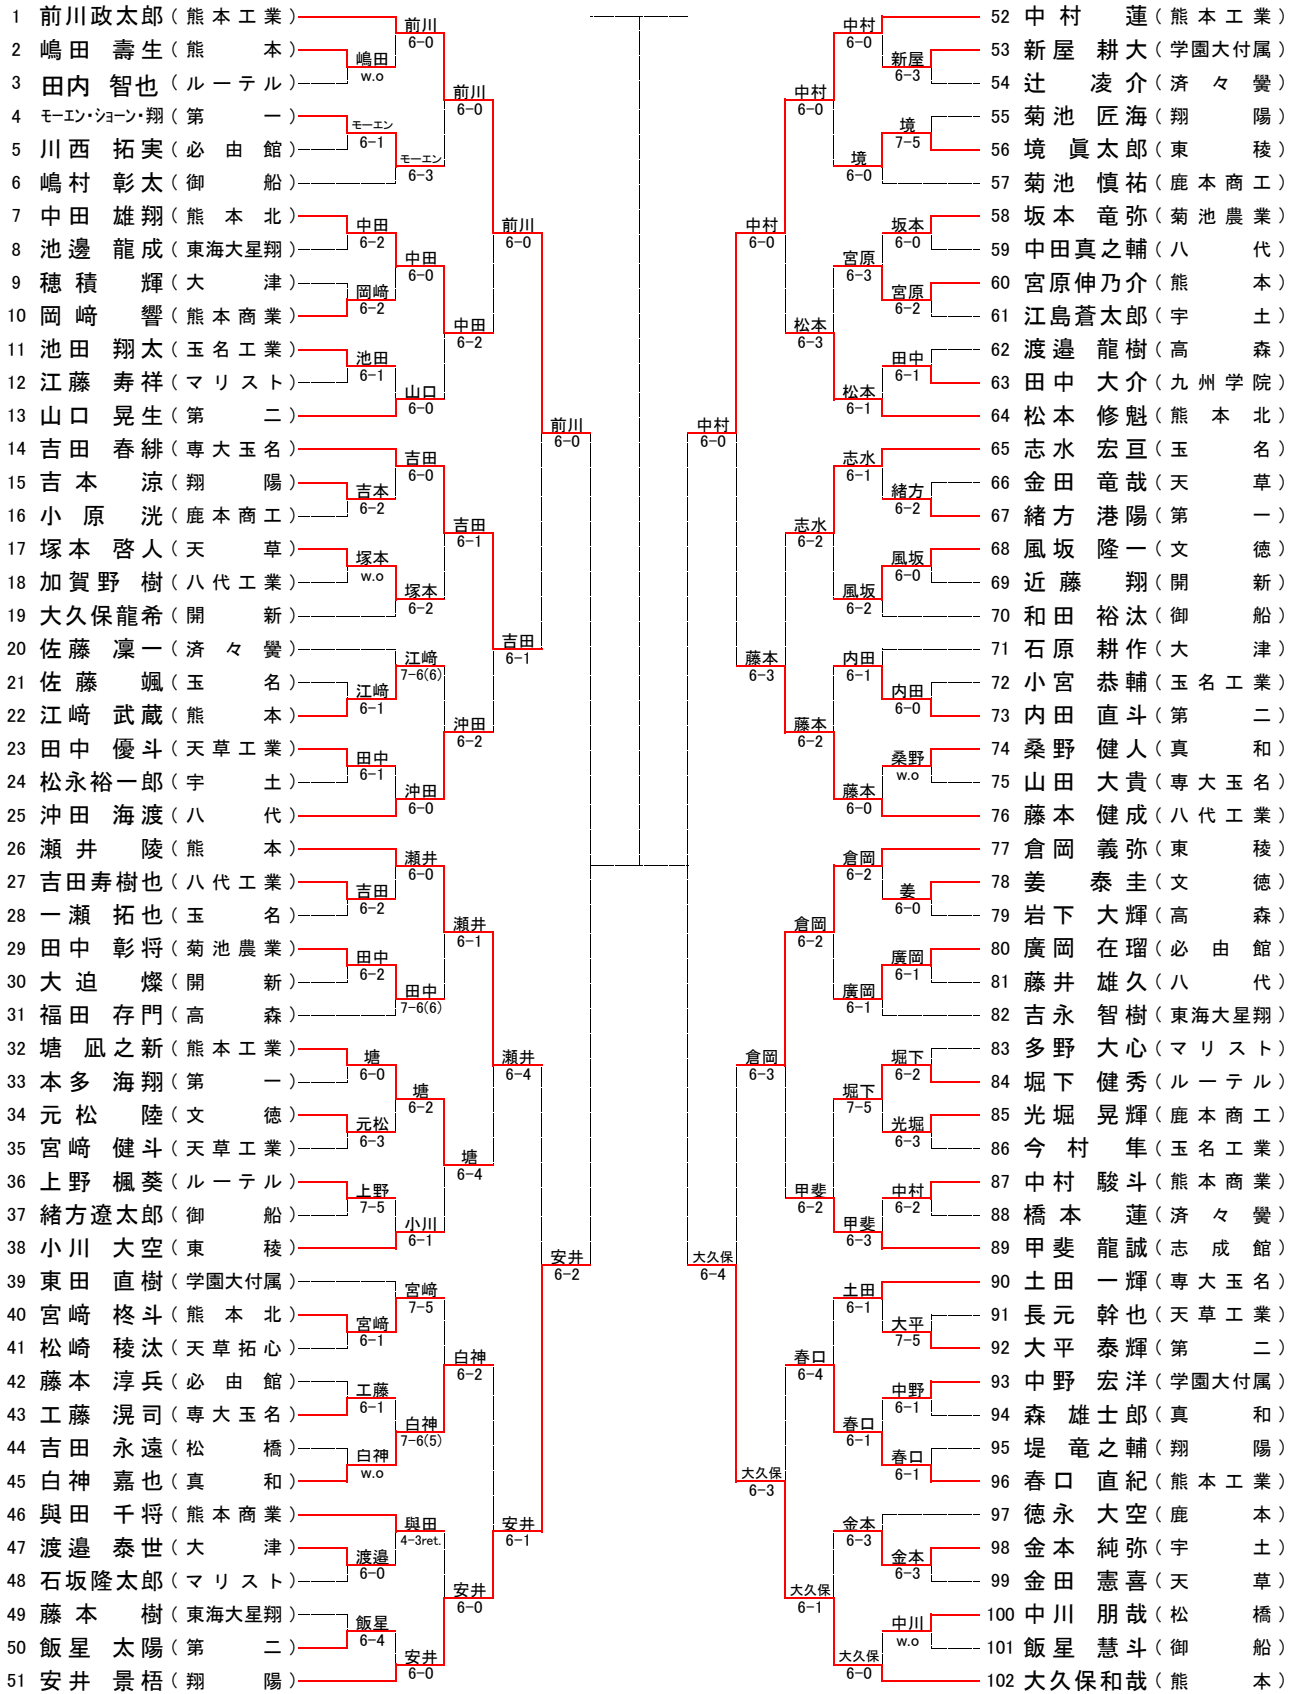 1 前川政太郎（熊本工業）
2 嶋田壽生（熊本）
3 田内智也（ルーテル）
4 モーエン・ショーン・翔（第一）
5 川西拓実（必由館）
6 嶋村彰太（御船）
7 中田雄翔（熊本北）
8 池邊龍成（東海大星翔）
9 穂積輝（大津）
10 岡﨑響（熊本商業）
11 池田翔太（玉名工業）
12 江藤寿祥（マリスト）
13 山口晃生（第二）
14 吉田春緋（専大玉名）
15 吉本涼（翔陽）
16 小原洸（鹿本商工）
17 塚本啓人（天草）
18 加賀野樹（八代工業）
19 大久保龍希（開新）
20 佐藤凜一（済々黌）
21 佐藤颯（玉名）
22 江﨑武蔵（熊本）
23 田中優斗（天草工業）
24 松永裕一郎（宇土）
25 沖田海渡（八代）
26 瀬井陵（熊本）
27 吉田寿樹也（八代工業）
28 一瀬拓也（玉名）
29 田中彰将（菊池農業）
30 大迫燦（開新）
31 福田存門（高森）
32 塘凪之新（熊本工業）
33 本多海翔（第一）
34 元松陸（文徳）
35 宮﨑健斗（天草工業）
36 上野楓葵（ルーテル）
37 緒方遼太郎（御船）
38 小川大空（東稜）
39 東田直樹（学園大付属）
40 宮﨑柊斗（熊本北）
41 松崎稜汰（天草拓心）
42 藤本淳兵（必由館）
43 工藤滉司（専大玉名）
44 吉田永遠（松橋）
45 白神嘉也（真和）
46 與田千将（熊本商業）
47 渡邉泰世（大津）
48 石坂隆太郎（マリスト）
49 藤本樹（東海大星翔）
50 飯星太陽（第二）
51 安井景梧（翔陽）
嶋田
w.o
モーエン
6-1
中田
6-2
岡﨑
6-2
池田
6-1
吉本
6-2
塚本
w.o
江﨑
6-1
田中
6-1
吉田
6-2
田中
6-2
塘
6-0
元松
6-3
上野
7-5
宮﨑
6-1
工藤
6-1
白神
w.o
渡邉
6-0
飯星
6-4
前川
6-0
モーエン
6-3
中田
6-0
山口
6-0
吉田
6-0
塚本
6-2
江﨑
7-6(6)
沖田
6-0
瀬井
6-0
田中
7-6(6)
塘
6-2
小川
6-1
宮﨑
7-5
白神
7-6(5)
與田
4-3ret.
安井
6-0
前川
6-0
中田
6-2
吉田
6-1
沖田
6-2
瀬井
6-1
塘
6-4
白神
6-2
安井
6-0
前川
6-0
吉田
6-1
瀬井
6-4
安井
6-1
前川
6-0
安井
6-2
中村
6-0
大久保
6-4
中村
6-0
藤本
6-3
倉岡
6-3
大久保
6-3
中村
6-0
松本
6-3
志水
6-2
藤本
6-2
倉岡
6-2
甲斐
6-2
春口
6-4
大久保
6-1
中村
6-0
境
6-0
宮原
6-3
松本
6-1
志水
6-1
風坂
6-2
内田
6-1
藤本
6-0
倉岡
6-2
廣岡
6-1
堀下
7-5
甲斐
6-3
土田
6-1
春口
6-1
金本
6-3
大久保
6-0
新屋
6-3
境
7-5
坂本
6-0
宮原
6-2
田中
6-1
緒方
6-2
風坂
6-0
内田
6-0
桑野
w.o
姜
6-0
廣岡
6-1
堀下
6-2
光堀
6-3
中村
6-2
大平
7-5
中野
6-1
春口
6-1
金本
6-3
中川
w.o
52 中村蓮（熊本工業）
53 新屋耕大（学園大付属）
54 辻凌介（済々黌）
55 菊池匠海（翔陽）
56 境眞太郎（東稜）
57 菊池慎祐（鹿本商工）
58 坂本竜弥（菊池農業）
59 中田真之輔（八代）
60 宮原伸乃介（熊本）
61 江島蒼太郎（宇土）
62 渡邉龍樹（高森）
63 田中大介（九州学院）
64 松本修魁（熊本北）
65 志水宏亘（玉名）
66 金田竜哉（天草）
67 緒方港陽（第一）
68 風坂隆一（文徳）
69 近藤翔（開新）
70 和田裕汰（御船）
71 石原耕作（大津）
72 小宮恭輔（玉名工業）
73 内田直斗（第二）
74 桑野健人（真和）
75 山田大貴（専大玉名）
76 藤本健成（八代工業）
77 倉岡義弥（東稜）
78 姜泰圭（文徳）
79 岩下大輝（高森）
80 廣岡在瑠（必由館）
81 藤井雄久（八代）
82 吉永智樹（東海大星翔）
83 多野大心（マリスト）
84 堀下健秀（ルーテル）
85 光堀晃輝（鹿本商工）
86 今村隼（玉名工業）
87 中村駿斗（熊本商業）
88 橋本蓮（済々黌）
89 甲斐龍誠（志成館）
90 土田一輝（専大玉名）
91 長元幹也（天草工業）
92 大平泰輝（第二）
93 中野宏洋（学園大付属）
94 森雄士郎（真和）
95 堤竜之輔（翔陽）
96 春口直紀（熊本工業）
97 徳永大空（鹿本）
98 金本純弥（宇土）
99 金田憲喜（天草）
100 中川朋哉（松橋）
101 飯星慧斗（御船）
102 大久保和哉（熊本）